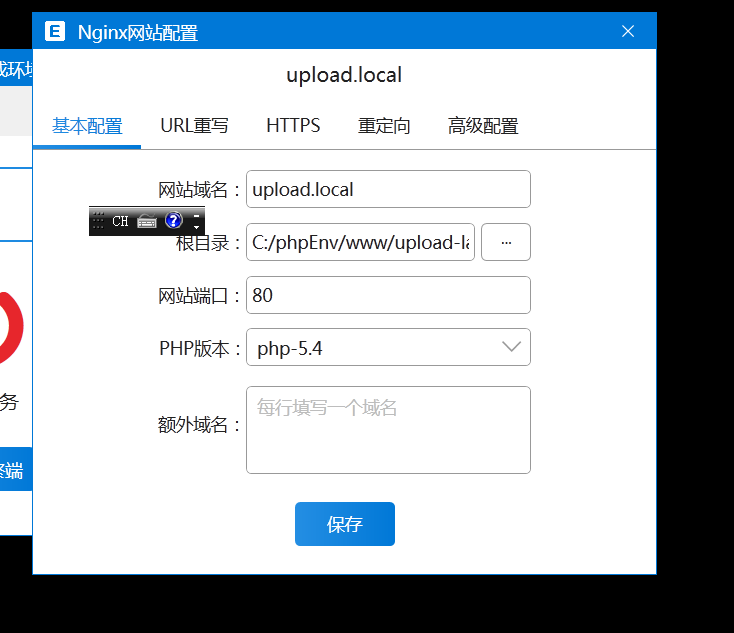 E Nginx网站配置
upload.local
基本配置 URL重写 HTTPS 重定向 高级配置
网站域名： upload.local
CH ?
根目录： C:/phpEnv/www/upload-la ...
网站端口： 80
PHP版本： php-5.4
额外域名： 每行填写一个域名
保存
务
终端